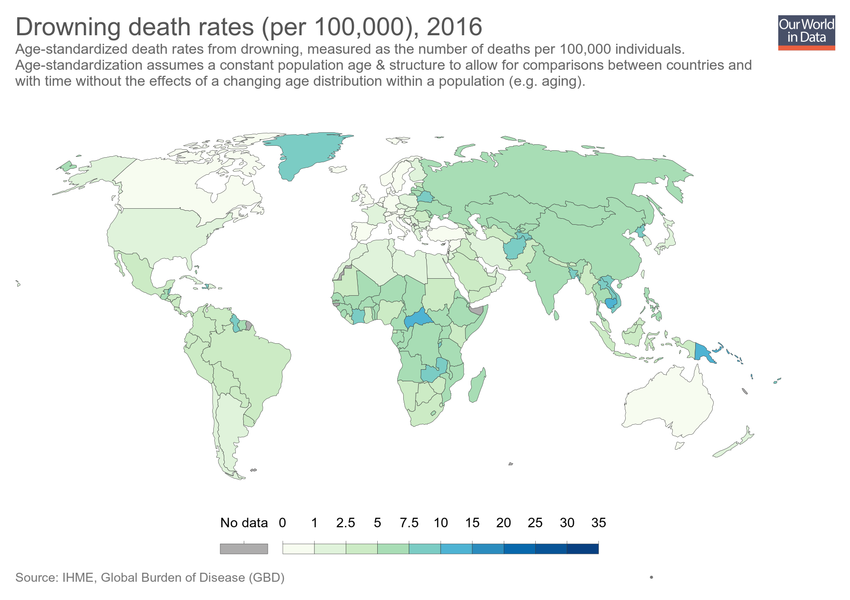 Drowning death rates (per 100,000), 2016
Our World
in Data
Age-standardized death rates from drowning, measured as the number of deaths per 100,000 individuals.
Age-standardization assumes a constant population age & structure to allow for comparisons between countries and
with time without the effects of a changing age distribution within a population (e.g. aging).
No data 0 1 2.5 5 7.5 10 15 20 25 30 35
Source: IHME, Global Burden of Disease (GBD)